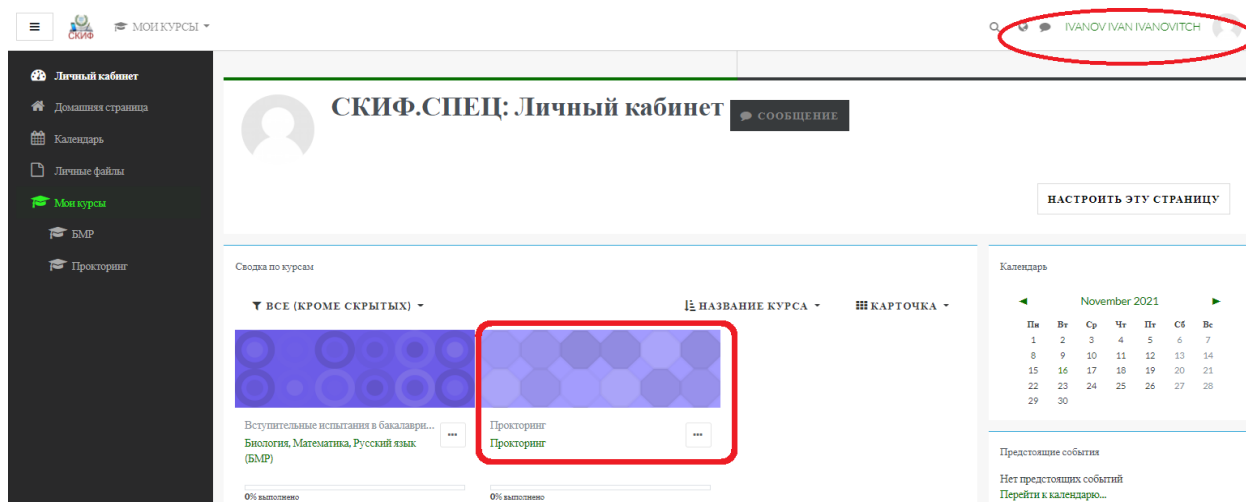 СКИФ
МОИ КУРСЫ
IVANOV IVAN IVANOVITCH
Личный кабинет
Домашняя страница
Календарь
Личные файлы
Мои курсы
БМР
Прокторинг
СКИФ.СПЕЦ: Личный кабинет
СООБЩЕНИЕ
НАСТРОИТЬ ЭТУ СТРАНИЦУ
Сводка по курсам
ВСЕ (КРОМЕ СКРЫТЫХ)
НАЗВАНИЕ КУРСА
КАРТОЧКА
Вступительные испытания в бакалаври...
Биология, Математика, Русский язык
(БМР)
0% выполнено
Прокторинг
Прокторинг
0% выполнено
Календарь
◄ November 2021 ►
Пн Вт Ср Чт Пт Сб Вс
1 2 3 4 5 6 7
8 9 10 11 12 13 14
15 16 17 18 19 20 21
22 23 24 25 26 27 28
29 30
Предстоящие события
Нет предстоящих событий
Перейти к календарю...